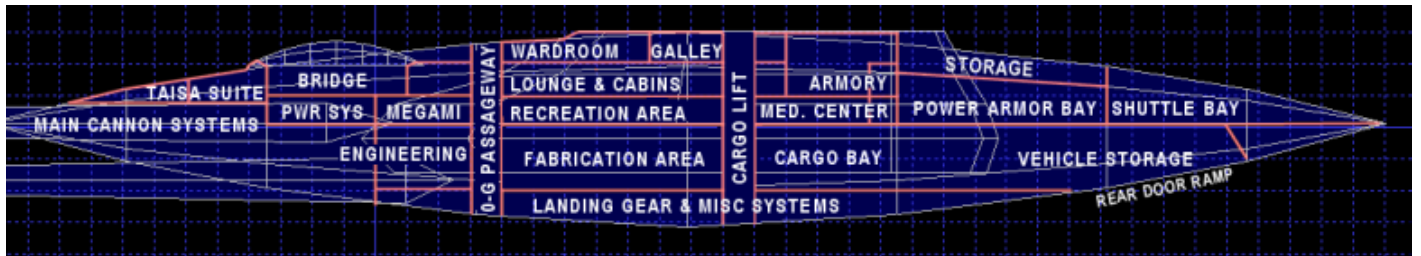 WARDROOM
GALLEY
STORAGE
BRIDGE
LOUNGE & CABINS
ARMORY
TAISA SUITE
PWR SYS
MEGAMI
RECREATION AREA
MED. CENTER
POWER ARMOR BAY
SHUTTLE BAY
MAIN CANNON SYSTEMS
0-G PASSAGEWAY
CARGO LIFT
ENGINEERING
FABRICATION AREA
CARGO BAY
VEHICLE STORAGE
REAR DOOR RAMP
LANDING GEAR & MISC SYSTEMS